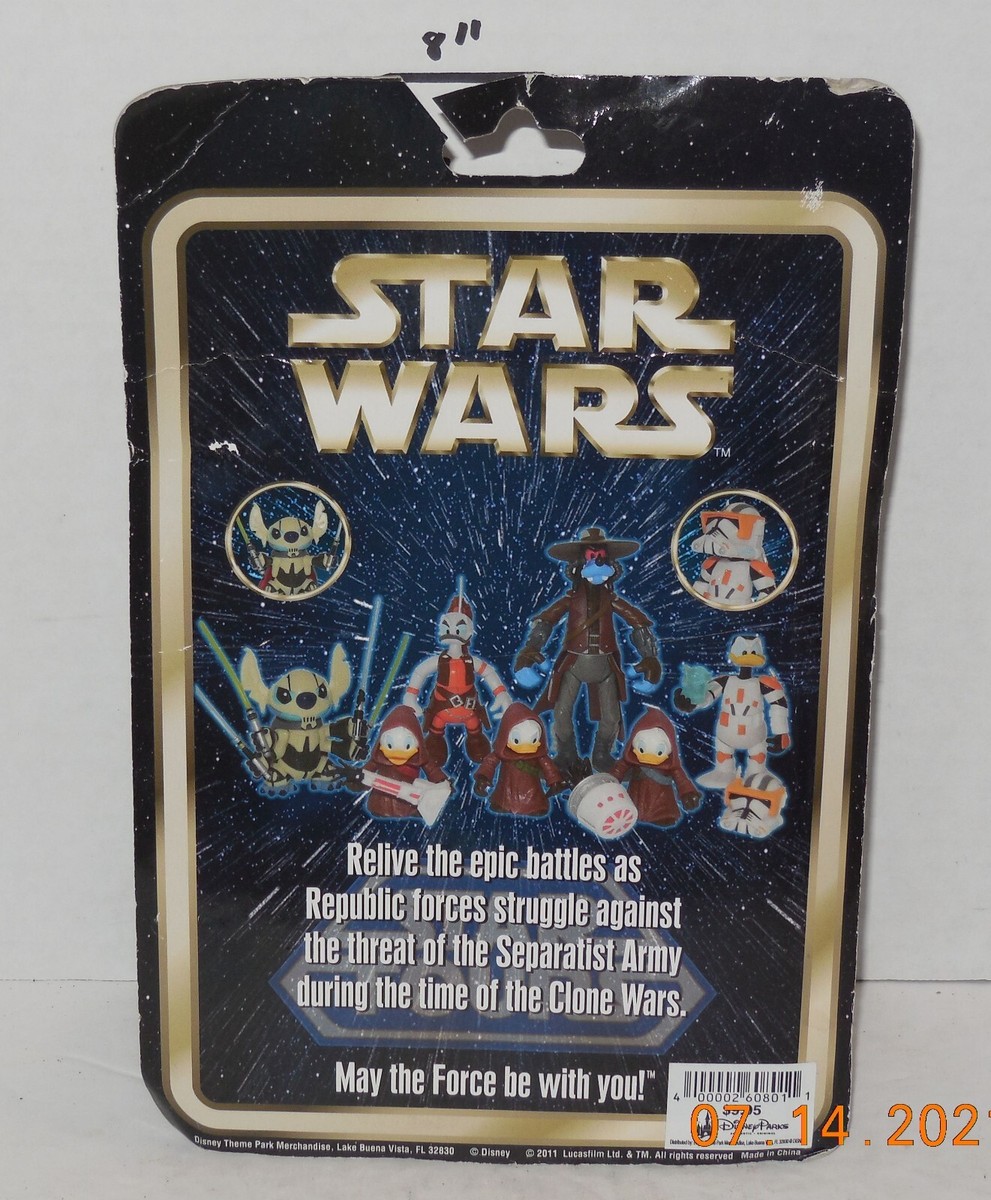 8"
STAR
WARS
TM
Relive the epic battles as
Republic forces struggle against
the threat of the Separatist Army
during the time of the Clone Wars.
May the Force be with you!™
4 00002 60801 1
Disney PARKS
07.14.202
Disney Theme Park Merchandise, Lake Buena Vista, FL 32830 © Disney © 2011 Lucasfilm Ltd. & TM. All rights reserved Made in China